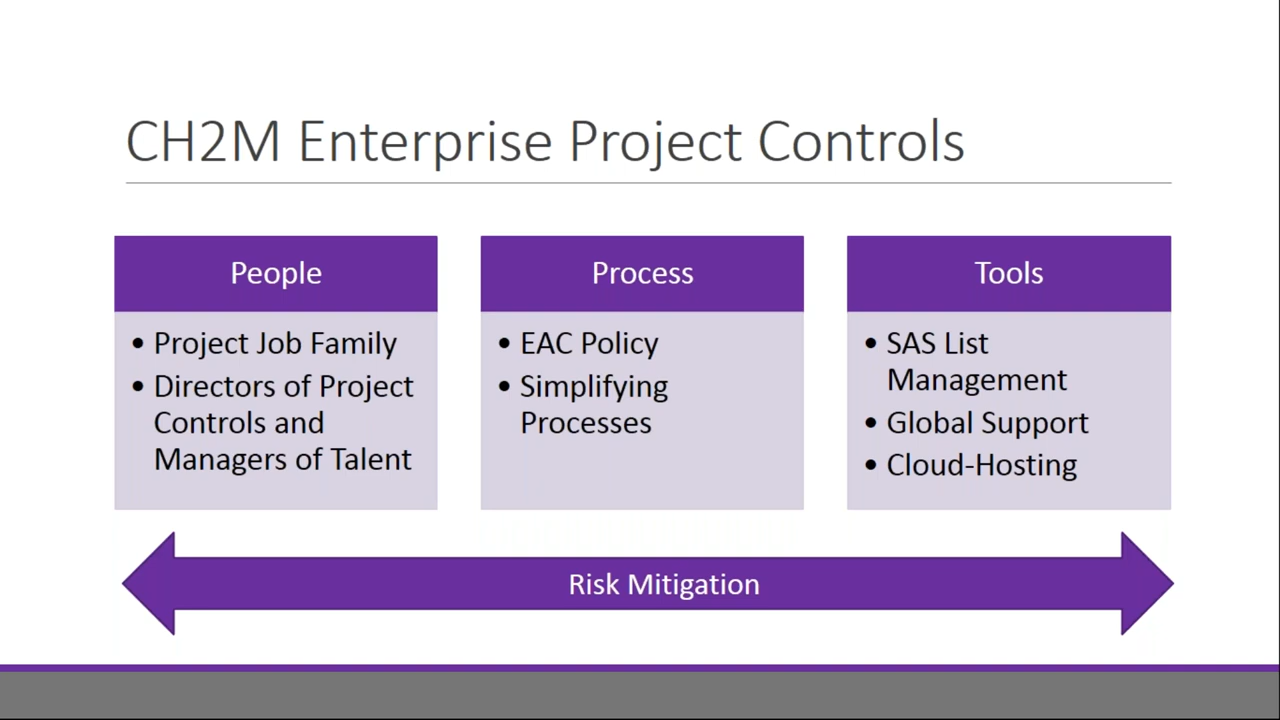 CH2M Enterprise Project Controls
People
• Project Job Family
• Directors of Project
Controls and
Managers of Talent
Process
• EAC Policy
• Simplifying
Processes
Tools
• SAS List
Management
• Global Support
• Cloud-Hosting
Risk Mitigation